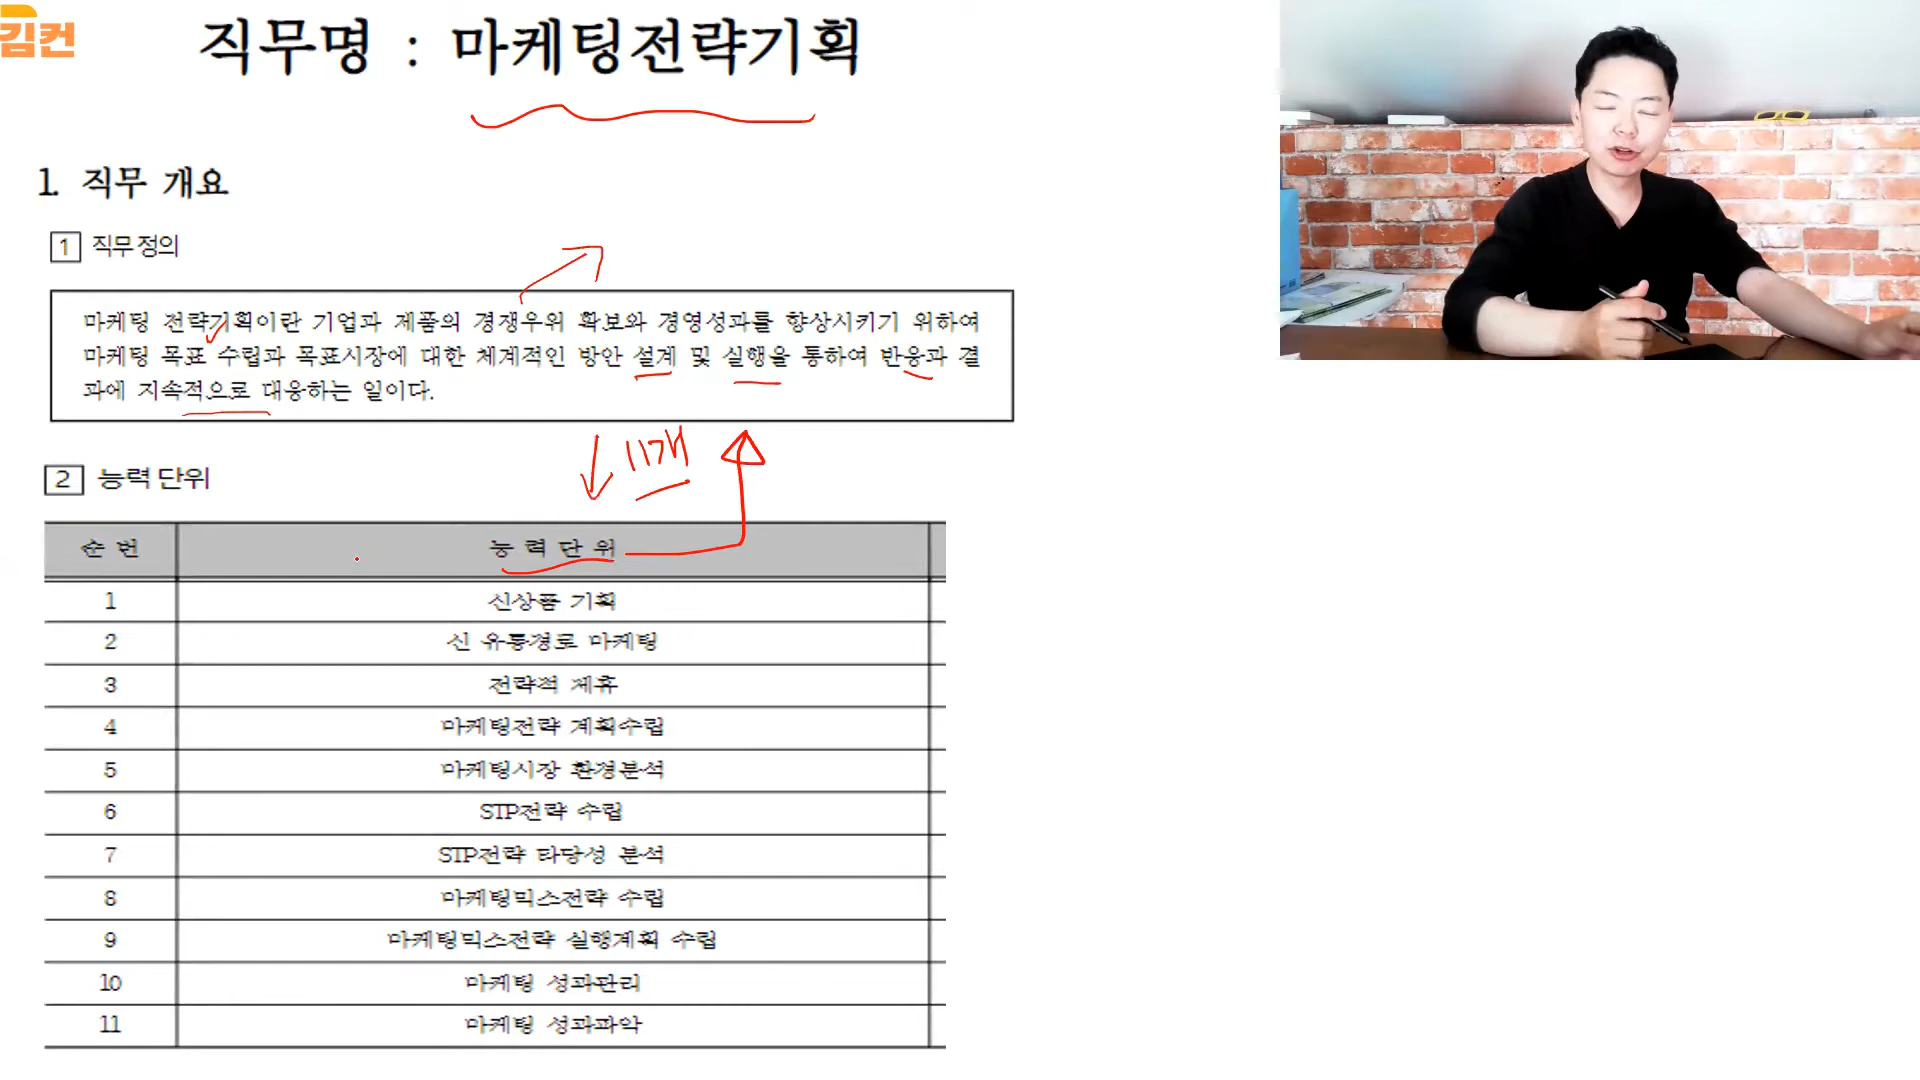 김컨
직무명 : 마케팅전략기획
1. 직무 개요
1 직무정의
마케팅 전략기획이란 기업과 제품의 경쟁우위 확보와 경영성과를 향상시키기 위하여
마케팅 목표 수립과 목표시장에 대한 체계적인 방안 설계 및 실행을 통하여 반응과 결
과에 지속적으로 대응하는 일이다.
11개
2 능력 단위
순 번 능 력 단 위
1 신상품 기획
2 신 유통경로 마케팅
3 전략적 제휴
4 마케팅전략 계획수립
5 마케팅시장 환경분석
6 STP전략 수립
7 STP전략 타당성 분석
8 마케팅믹스전략 수립
9 마케팅믹스전략 실행계획 수립
10 마케팅 성과관리
11 마케팅 성과파악